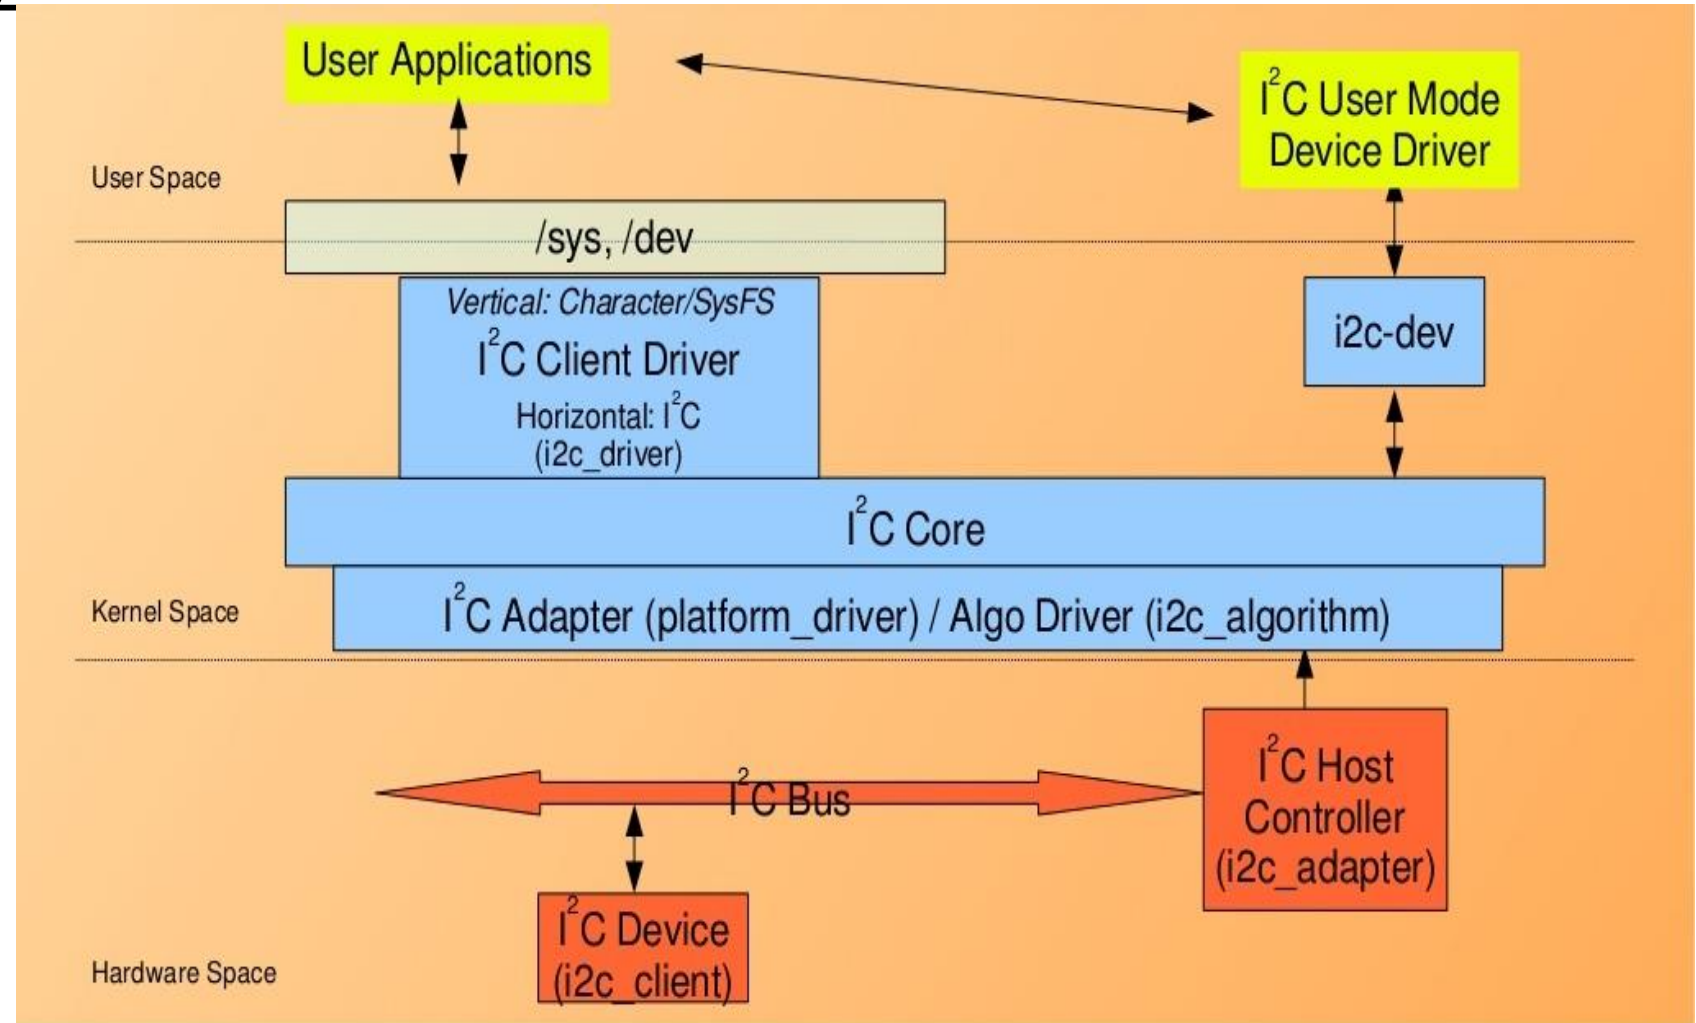 User Applications
I²C User Mode
Device Driver
User Space
/sys, /dev
Vertical: Character/SysFS
I²C Client Driver
Horizontal: I²C
(i2c_driver)
i2c-dev
I²C Core
Kernel Space
I²C Adapter (platform_driver) / Algo Driver (i2c_algorithm)
I²C Host
Controller
(i2c_adapter)
I²C Bus
I²C Device
(i2c_client)
Hardware Space